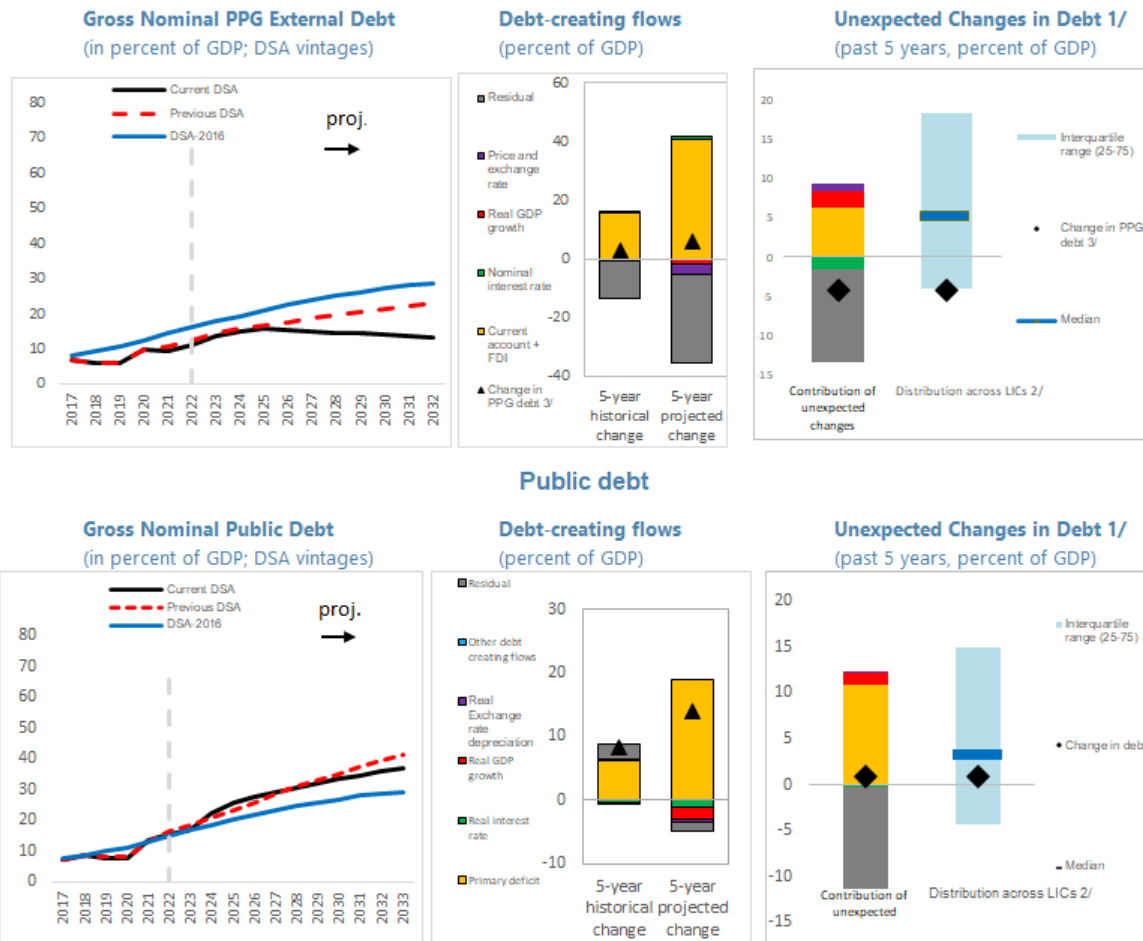 Gross Nominal PPG External Debt
(in percent of GDP; DSA vintages)
Current DSA
Previous DSA
DSA-2016
proj.
80
70
60
50
40
30
20
10
0
2017
2018
2019
2020
2021
2022
2023
2024
2025
2026
2027
2028
2029
2030
2031
2032
Debt-creating flows
(percent of GDP)
Residual
Price and
exchange
rate
Real GDP
growth
Nominal
interest rate
Current
account +
FDI
Change in
PPG debt 3/
60
40
20
0
-20
-40
5-year
historical
change
5-year
projected
change
Unexpected Changes in Debt 1/
(past 5 years, percent of GDP)
20
15
10
5
0
-5
-10
-15
Contribution of
unexpected
changes
Distribution across LICs 2/
Interquartile
range (25-75)
Change in PPG
debt 3/
Median
Public debt
Gross Nominal Public Debt
(in percent of GDP; DSA vintages)
Current DSA
Previous DSA
DSA-2016
proj.
80
70
60
50
40
30
20
10
0
2017
2018
2019
2020
2021
2022
2023
2024
2025
2026
2027
2028
2029
2030
2031
2032
2033
Debt-creating flows
(percent of GDP)
Residual
Other debt
creating flows
Real
Exchange
rate
depreciation
Real GDP
growth
Real interest
rate
Primary deficit
30
20
10
0
-10
5-year
historical
change
5-year
projected
change
Unexpected Changes in Debt 1/
(past 5 years, percent of GDP)
20
15
10
5
0
-5
-10
-15
Contribution of
unexpected
Distribution across LICs 2/
Interquartile
range (25-75)
Change in deb
Median